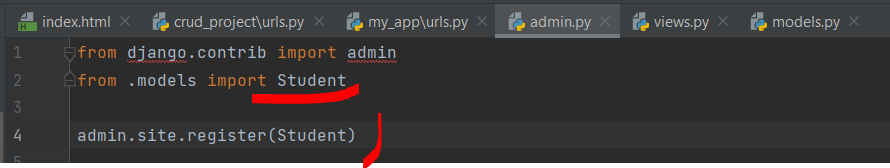 index.html crud_project\urls.py my_app\urls.py admin.py views.py models.py
1 from django.contrib import admin
2 from .models import Student
3
4 admin.site.register(Student)
5